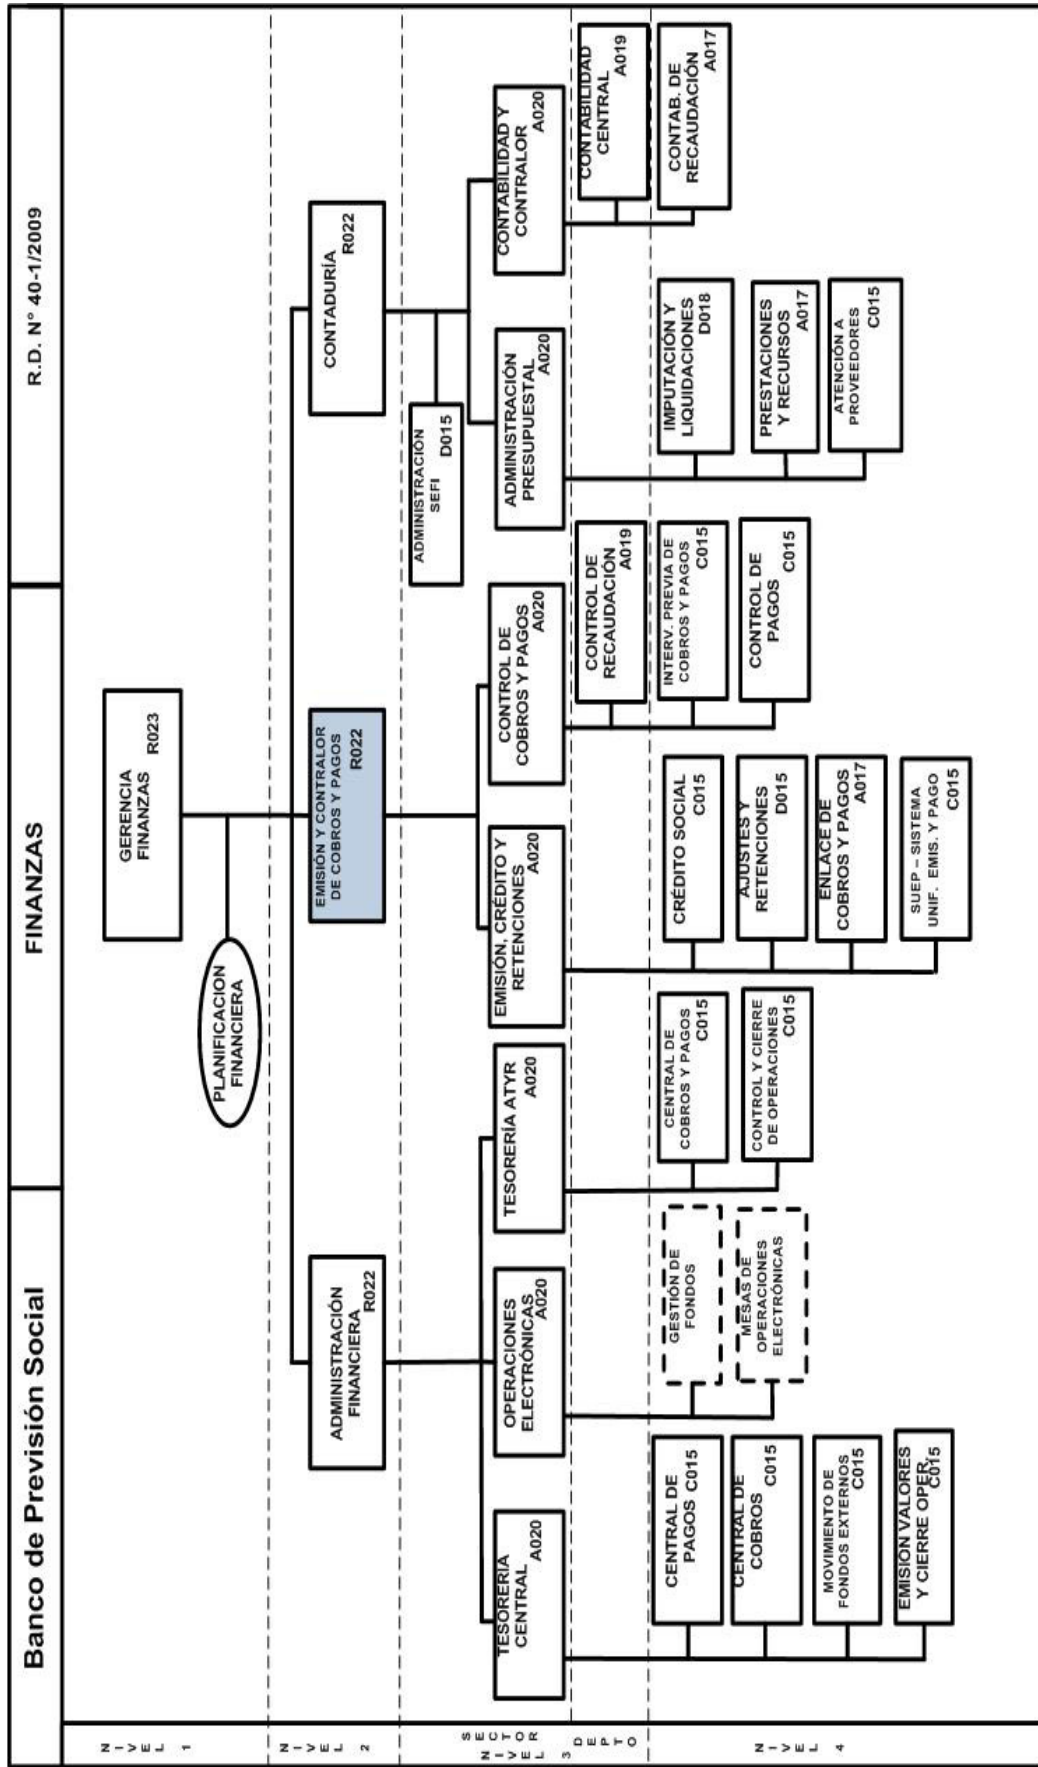 Banco de Previsión Social
FINANZAS
R.D. N° 40-1/2009
NIVEL 1
GERENCIA
FINANZAS
R023
PLANIFICACION
FINANCIERA
NIVEL 2
ADMINISTRACIÓN
FINANCIERA
R022
EMISIÓN Y CONTRALOR
DE COBROS Y PAGOS
R022
CONTADURÍA
R022
SECTOR
NIVEL 3
ADMINISTRACIÓN
SEFI
D015
TESORERÍA
CENTRAL
A020
OPERACIONES
ELECTRÓNICAS
A020
TESORERÍA ATYR
A020
EMISIÓN, CRÉDITO Y
RETENCIONES
A020
CONTROL DE
COBROS Y PAGOS
A020
ADMINISTRACIÓN
PRESUPUESTAL
A020
CONTABILIDAD Y
CONTRALOR
A020
DEPTO
CONTROL DE
RECAUDACIÓN
A019
CONTABILIDAD
CENTRAL
A019
NIVEL 4
CENTRAL DE
PAGOS C015
CENTRAL DE
COBROS
C015
MOVIMIENTO DE
FONDOS EXTERNOS
C015
EMISION VALORES
Y CIERRE OPER.
C015
GESTIÓN DE
FONDOS
MESAS DE
OPERACIONES
ELECTRÓNICAS
CENTRAL DE
COBROS Y PAGOS
C015
CONTROL Y CIERRE
DE OPERACIONES
C015
CRÉDITO SOCIAL
C015
AJUSTES Y
RETENCIONES
D015
ENLACE DE
COBROS Y PAGOS
A017
SUEP – SISTEMA
UNIF. EMIS. Y PAGO
C015
INTERV. PREVIA DE
COBROS Y PAGOS
C015
CONTROL DE
PAGOS
C015
IMPUTACIÓN Y
LIQUIDACIONES
D018
PRESTACIONES
Y RECURSOS
A017
ATENCIÓN A
PROVEEDORES
C015
CONTAB. DE
RECAUDACIÓN
A017